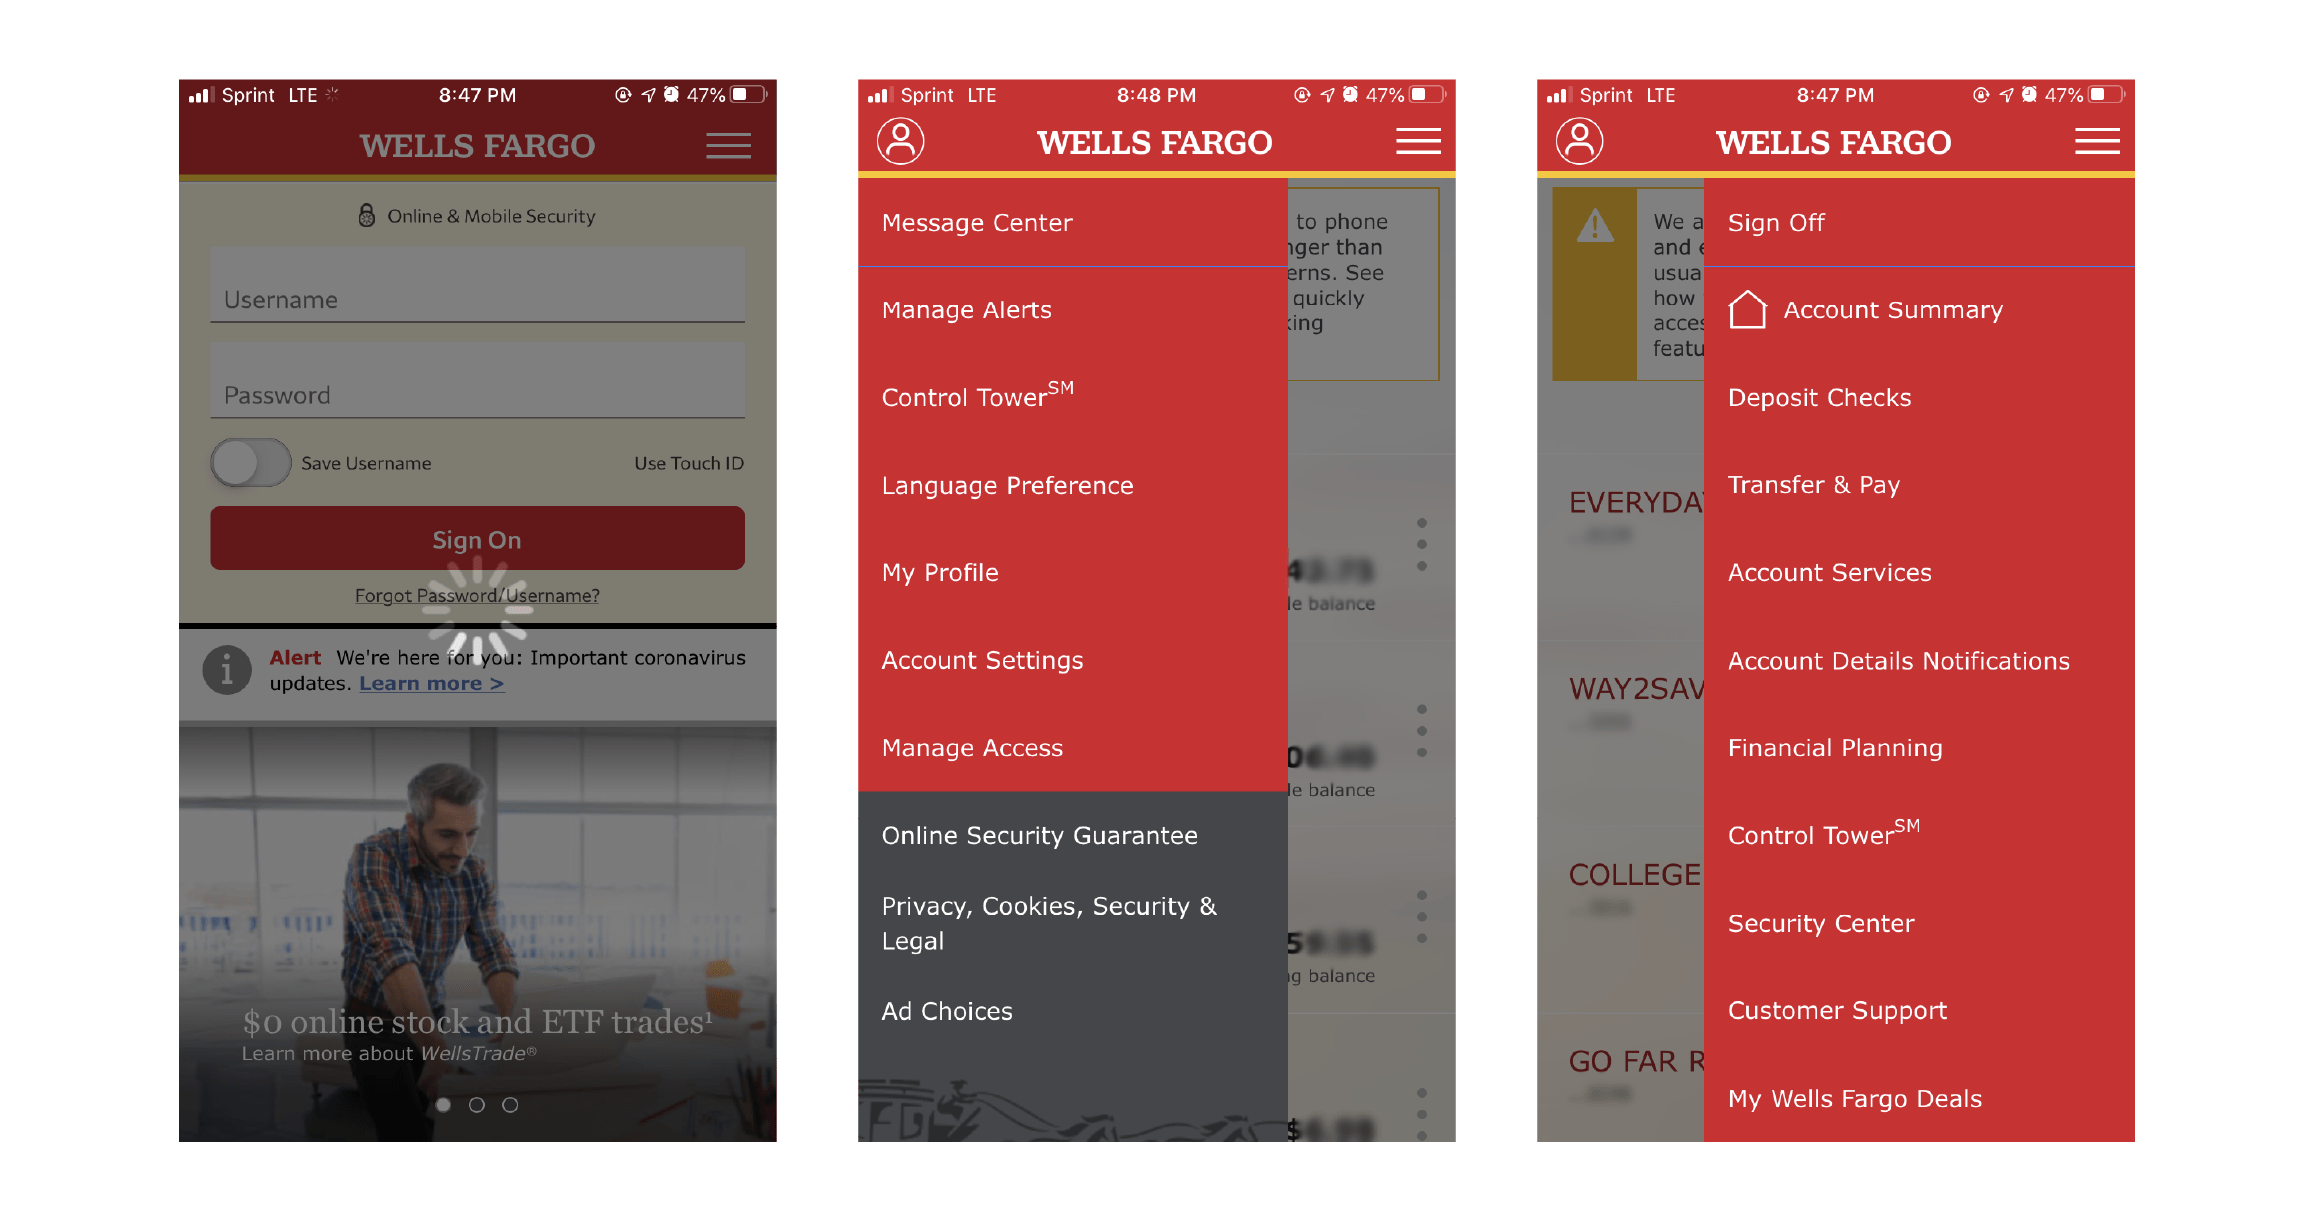 Sprint LTE 8:47 PM 47%
WELLS FARGO
Online & Mobile Security
Username
Password
Save Username Use Touch ID
Sign On
Forgot Password/Username?
Alert We're here for you: Important coronavirus
updates. Learn more >
$0 online stock and ETF trades¹
Learn more about WellsTrade®
Sprint LTE 8:48 PM 47%
WELLS FARGO
Message Center
Manage Alerts
Control Tower℠
Language Preference
My Profile
Account Settings
Manage Access
Online Security Guarantee
Privacy, Cookies, Security &
Legal
Ad Choices
to phone
nger than
erns. See
quickly
king
le balance
le balance
ng balance
Sprint LTE 8:47 PM 47%
WELLS FARGO
We a
and e
usua
how
acces
featu
EVERYDAY
WAY2SAV
COLLEGE
GO FAR R
Sign Off
Account Summary
Deposit Checks
Transfer & Pay
Account Services
Account Details Notifications
Financial Planning
Control Tower℠
Security Center
Customer Support
My Wells Fargo Deals